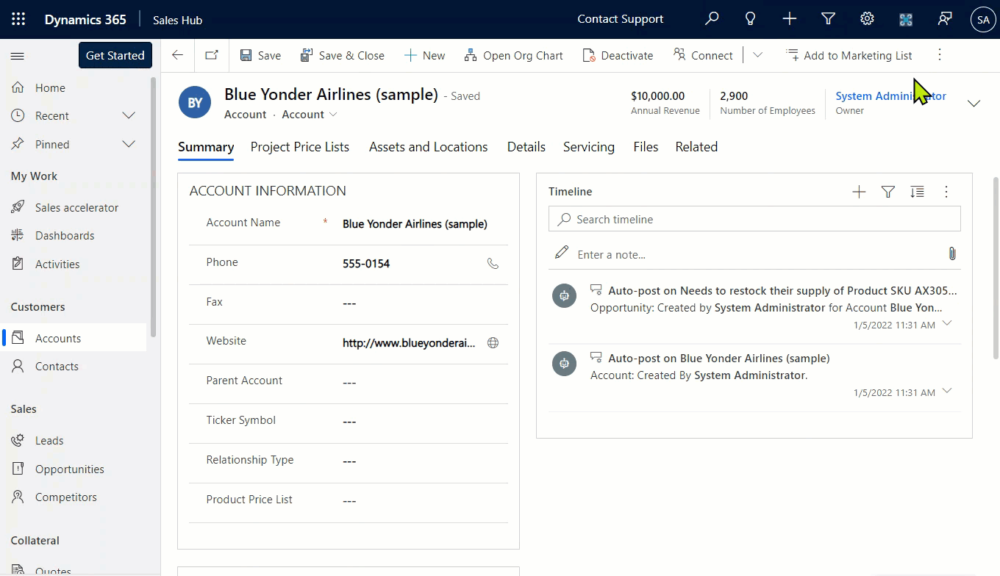 Dynamics 365
Sales Hub
Contact Support
SA
Get Started
Save
Save & Close
New
Open Org Chart
Deactivate
Connect
Add to Marketing List
Home
Recent
Pinned
My Work
Sales accelerator
Dashboards
Activities
Customers
Accounts
Contacts
Sales
Leads
Opportunities
Competitors
Collateral
Quotes
BY
Blue Yonder Airlines (sample) - Saved
Account · Account
$10,000.00
Annual Revenue
2,900
Number of Employees
System Administrator
Owner
Summary
Project Price Lists
Assets and Locations
Details
Servicing
Files
Related
ACCOUNT INFORMATION
Account Name * Blue Yonder Airlines (sample)
Phone 555-0154
Fax ---
Website http://www.blueyonderai...
Parent Account ---
Ticker Symbol ---
Relationship Type ---
Product Price List ---
Timeline
Search timeline
Enter a note...
Auto-post on Needs to restock their supply of Product SKU AX305...
Opportunity: Created by System Administrator for Account Blue Yon...
1/5/2022 11:31 AM
Auto-post on Blue Yonder Airlines (sample)
Account: Created By System Administrator.
1/5/2022 11:31 AM